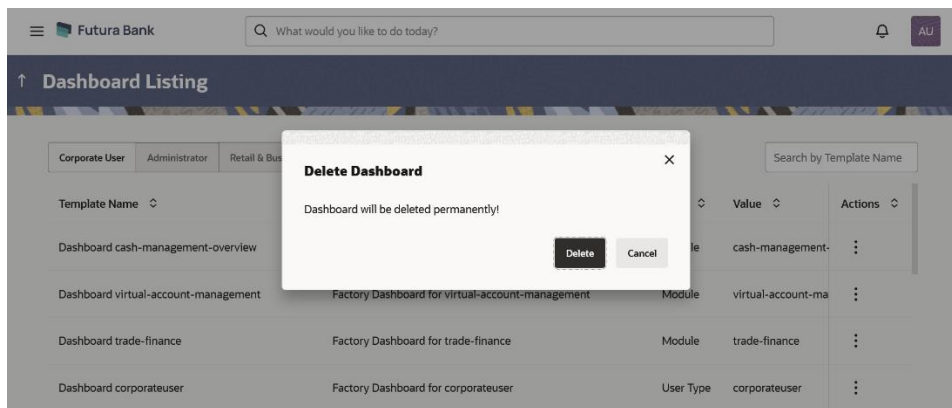 Futura Bank
What would you like to do today?
AU
Dashboard Listing
Corporate User Administrator Retail & Bus
Search by Template Name
Delete Dashboard
Dashboard will be deleted permanently!
Delete Cancel
Template Name Value Actions
Dashboard cash-management-overview le cash-management-
Dashboard virtual-account-management Factory Dashboard for virtual-account-management Module virtual-account-ma
Dashboard trade-finance Factory Dashboard for trade-finance Module trade-finance
Dashboard corporateuser Factory Dashboard for corporateuser User Type corporateuser